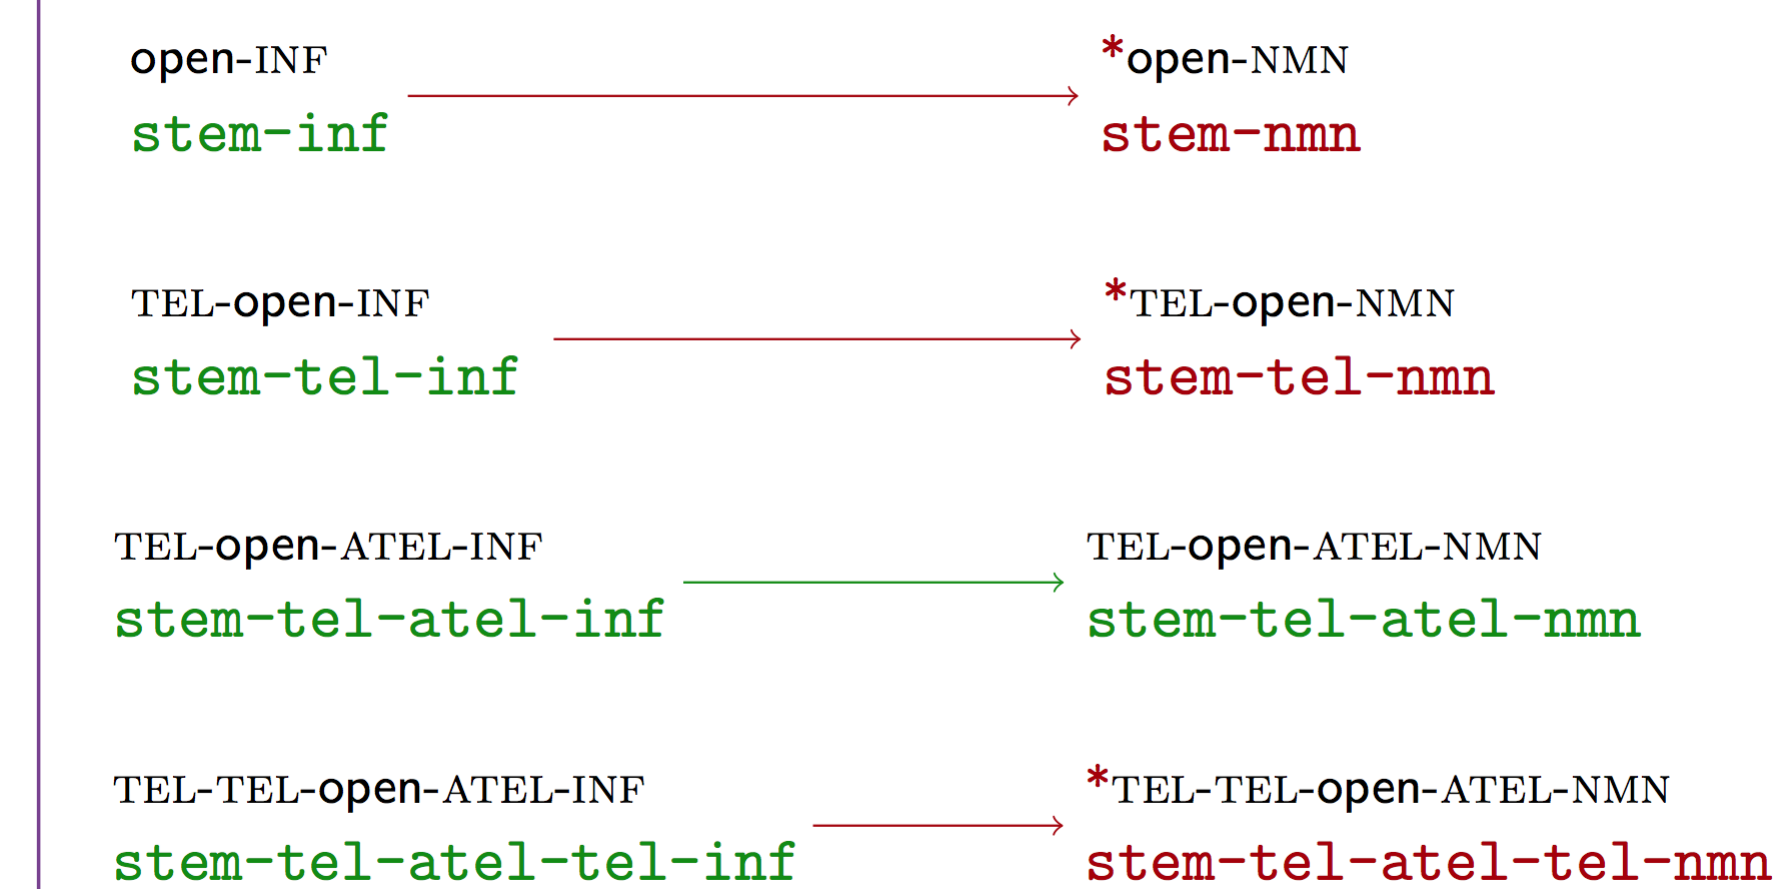 open-INF *open-NMN
stem-inf stem-nmn
TEL-open-INF *TEL-open-NMN
stem-tel-inf stem-tel-nmn
TEL-open-ATEL-INF TEL-open-ATEL-NMN
stem-tel-atel-inf stem-tel-atel-nmn
TEL-TEL-open-ATEL-INF *TEL-TEL-open-ATEL-NMN
stem-tel-atel-tel-inf stem-tel-atel-tel-nmn